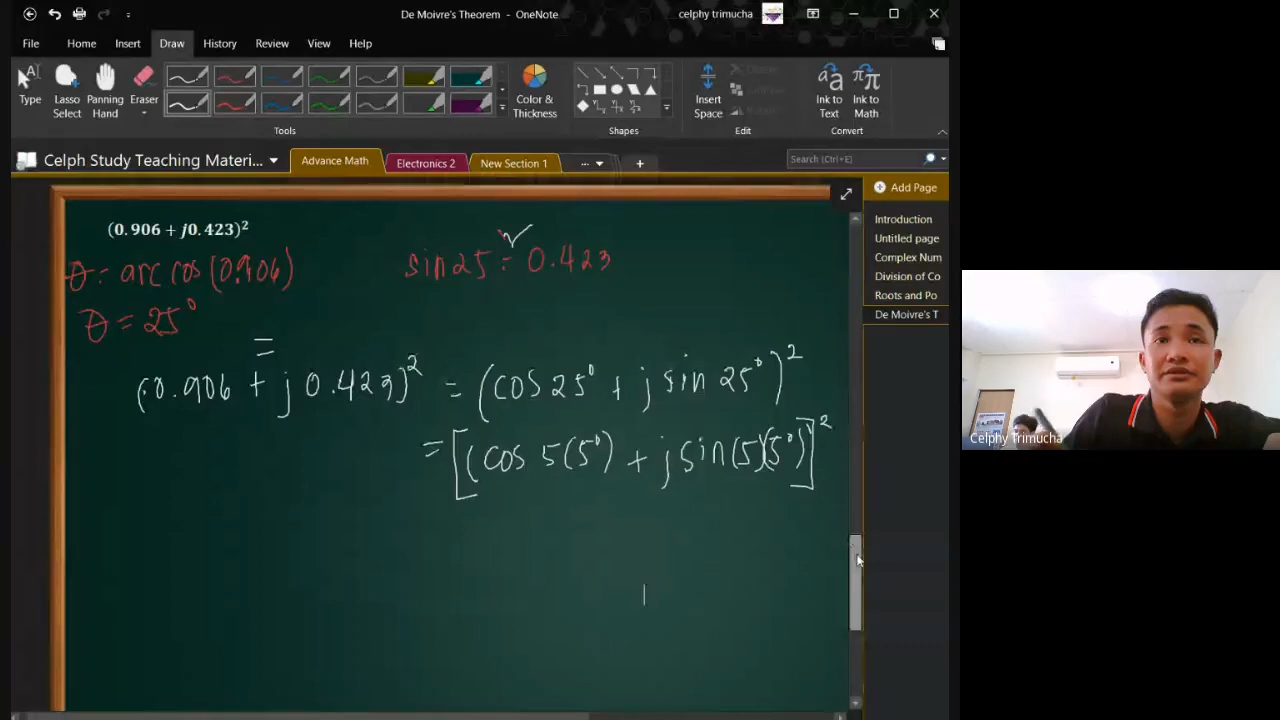 De Moivre's Theorem - OneNote
celphy trimucha
File Home Insert Draw History Review View Help
Type
Lasso Select
Panning Hand
Eraser
Color & Thickness
Insert Space
Ink to Text
Ink to Math
Tools
Shapes
Edit
Convert
Celph Study Teaching Materi...
Advance Math
Electronics 2
New Section 1
...
Search (Ctrl+E)
Add Page
Introduction
Untitled page
Complex Num
Division of Co
Roots and Po
De Moivre's T
(0.906 + j0.423)²
θ = arc cos (0.906)
sin 25 = 0.423
θ = 25°
=
(0.906 + j 0.423)² = (cos 25° + j sin 25°)²
= [(cos 5(5°) + j sin(5)(5°)]²
Celphy Trimucha